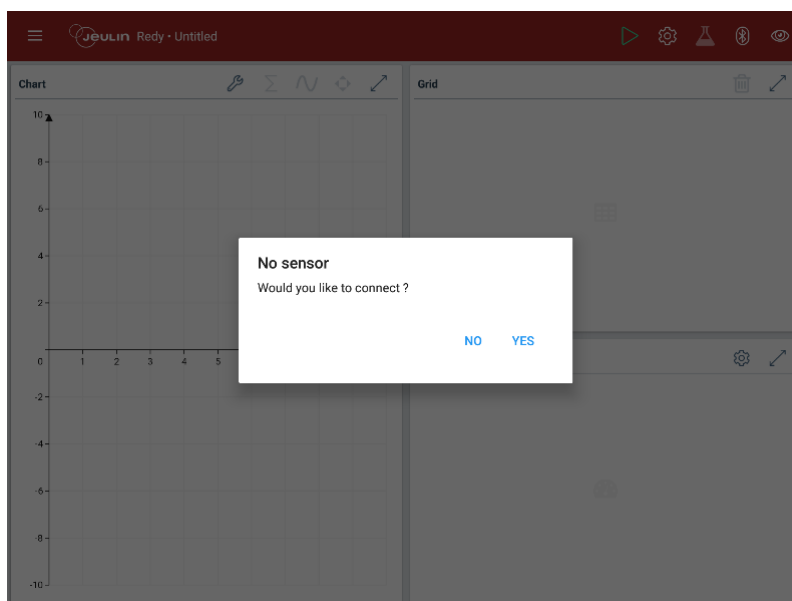 Jeulin Redy • Untitled
Chart
Grid
10
8
6
4
2
0
1 2 3 4 5
-2
-4
-6
-8
-10
No sensor
Would you like to connect ?
NO YES